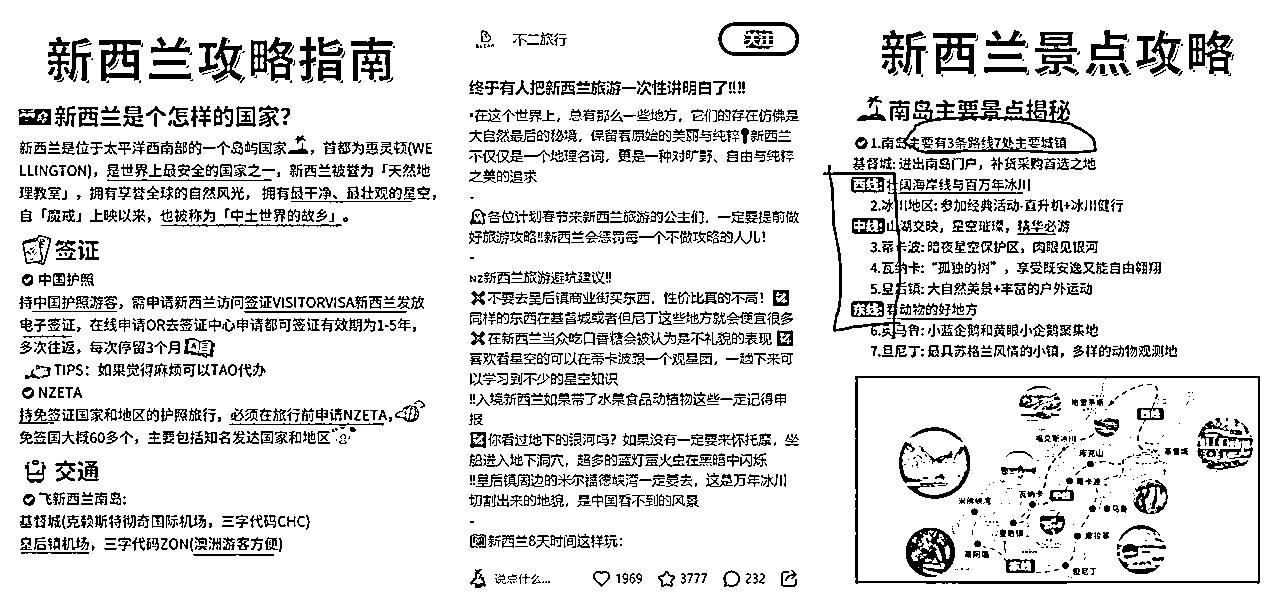 新西兰攻略指南
新西兰是个怎样的国家?
新西兰是位于太平洋西南部的一个岛屿国家，首都为惠灵顿(WE
LLINGTON)，是世界上最安全的国家之一，新西兰被誉为「天然地
理教室」，拥有享誉全球的自然风光，拥有最干净、最壮观的星空，
自「魔戒」上映以来，也被称为「中土世界的故乡」。
签证
中国护照
持中国护照游客，需申请新西兰访问签证VISITORVISA新西兰发放
电子签证，在线申请OR去签证中心申请都可签证有效期为1-5年，
多次往返，每次停留3个月
TIPS：如果觉得麻烦可以TAO代办
NZETA
持免签证国家和地区的护照旅行，必须在旅行前申请NZETA，
免签国大概60多个，主要包括知名发达国家和地区
交通
飞新西兰南岛:
基督城(克赖斯特彻奇国际机场，三字代码CHC)
皇后镇机场，三字代码ZON(澳洲游客方便)
不二旅行
关注
终于有人把新西兰旅游一次性讲明白了!!!!
•在这个世界上，总有那么一些地方，它们的存在仿佛是
大自然最后的秘境，保留着原始的美丽与纯粹新西兰
不仅仅是一个地理名词，更是一种对旷野、自由与纯粹
之美的追求
-
各位计划春节来新西兰旅游的公主们，一定要提前做
好旅游攻略!!新西兰会惩罚每一个不做攻略的人儿!
-
NZ新西兰旅游避坑建议!!
不要去皇后镇商业街买东西，性价比真的不高!
同样的东西在基督城或者但尼丁这些地方就会便宜很多
在新西兰当众吃口香糖会被认为是不礼貌的表现
喜欢看星空的可以在蒂卡波跟一个观星团，一趟下来可
以学习到不少的星空知识
!!入境新西兰如果带了水果食品动植物这些一定记得申
报
你看过地下的银河吗？如果没有一定要来怀托摩，坐
船进入地下洞穴，超多的蓝灯萤火虫在黑暗中闪烁
!!皇后镇周边的米尔福德峡湾一定要去，这是万年冰川
切割出来的地貌，是中国看不到的风景
-
新西兰8天时间这样玩:
说点什么...
1969
3777
232
新西兰景点攻略
南岛主要景点揭秘
1.南岛主要有3条路线7处主要城镇
基督城: 进出南岛门户，补货采购首选之地
西线: 壮阔海岸线与百万年冰川
2.冰川地区: 参加经典活动-直升机+冰川健行
中线: 山湖交映，星空璀璨，精华必游
3.蒂卡波: 暗夜星空保护区，肉眼见银河
4.瓦纳卡: “孤独的树”，享受既安逸又能自由翱翔
5.皇后镇: 大自然美景+丰富的户外运动
东线: 看动物的好地方
6.奥马鲁: 小蓝企鹅和黄眼小企鹅聚集地
7.但尼丁: 最具苏格兰风情的小镇，多样的动物观测地
西线
福克斯冰川
基督城
库克山
蒂卡波
瓦纳卡
中线
米佛峡湾
皇后镇
蒂阿瑙
东线
但尼丁